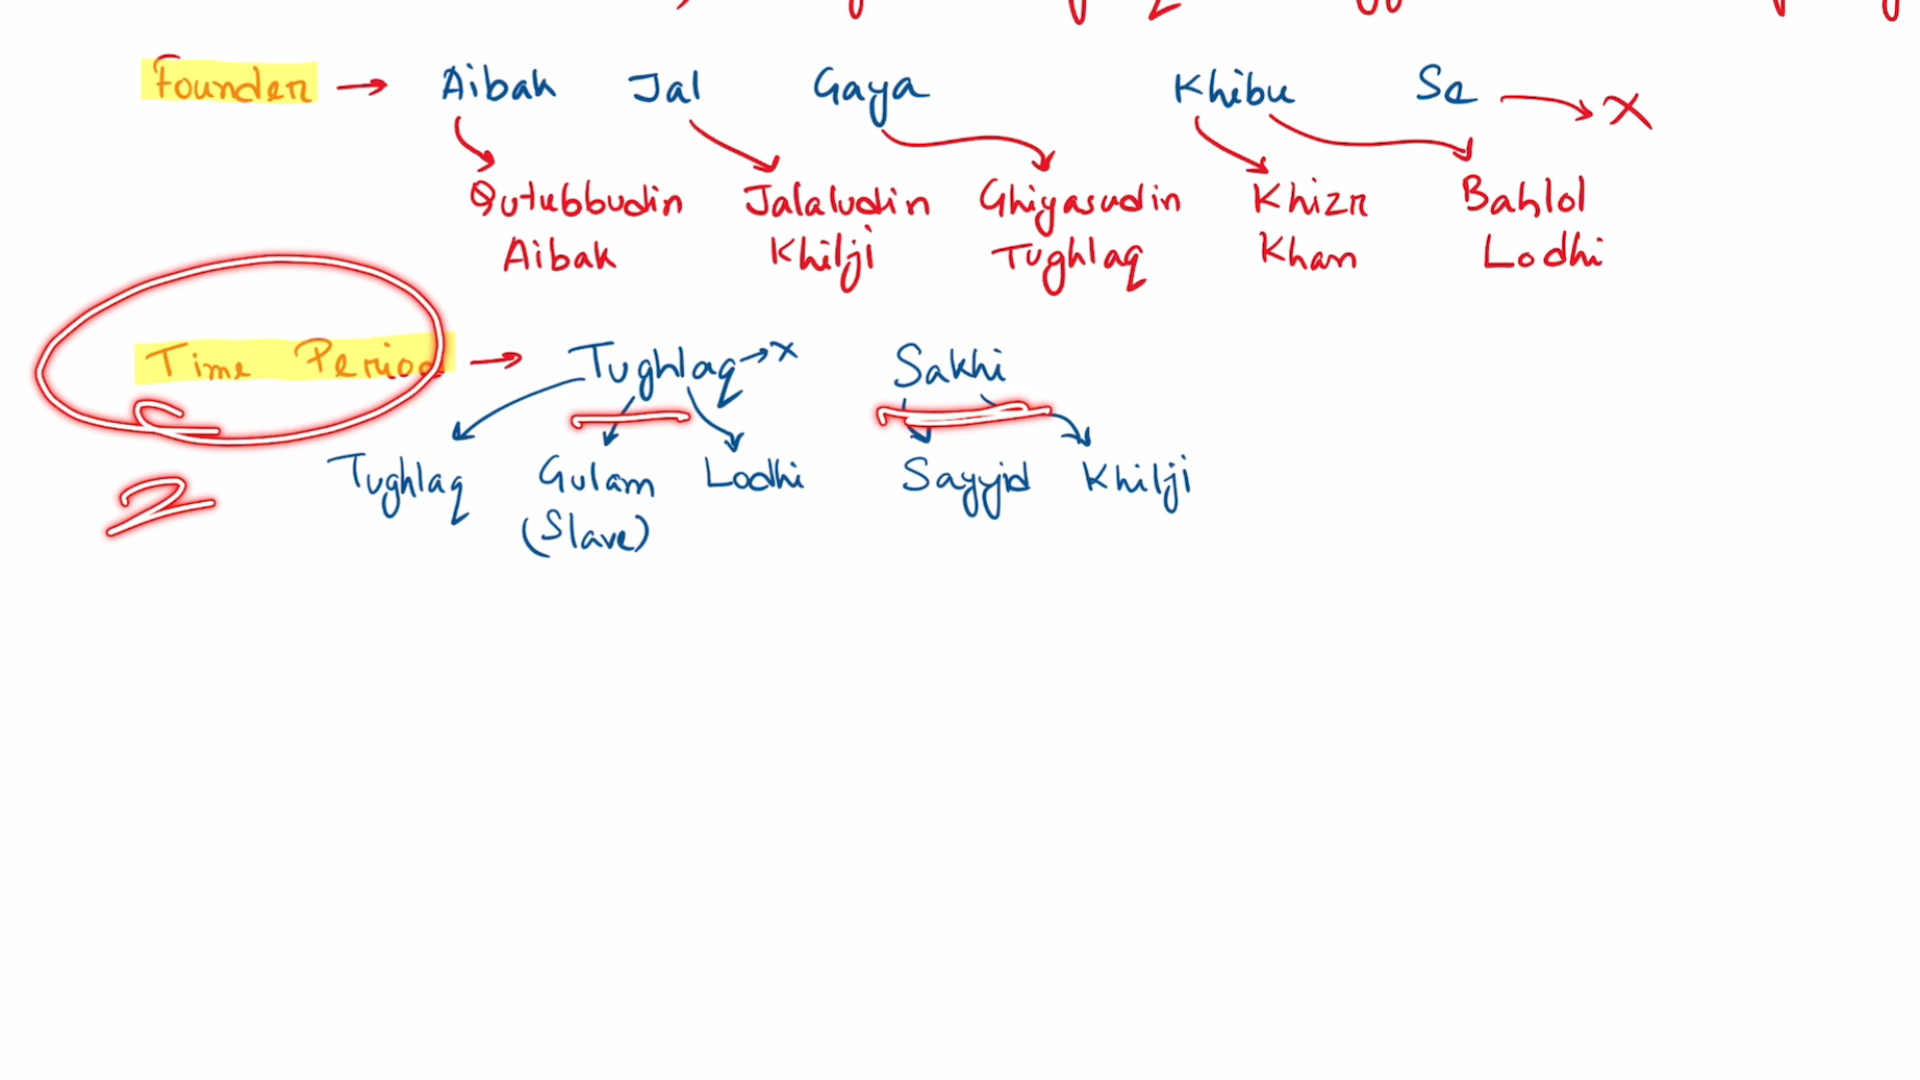 Founder → Aibak Jal Gaya Khibu Se → X
Qutubbudin Jalaludin Ghiyasudin Khizr Bahlol
Aibak Khilji Tughlaq Khan Lodhi
Time Period → Tughlaq → x Sakhi
Tughlaq Gulam Lodhi Sayyid Khilji
(Slave)
2